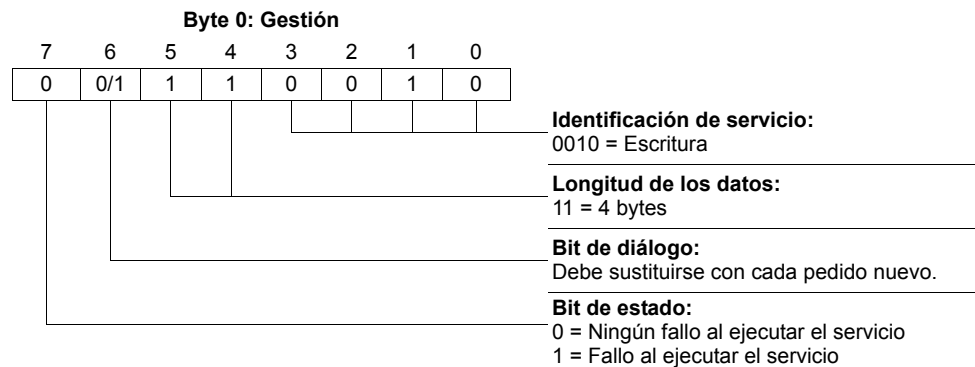 Byte 0: Gestión
7 6 5 4 3 2 1 0
0 0/1 1 1 0 0 1 0
Identificación de servicio:
0010 = Escritura
Longitud de los datos:
11 = 4 bytes
Bit de diálogo:
Debe sustituirse con cada pedido nuevo.
Bit de estado:
0 = Ningún fallo al ejecutar el servicio
1 = Fallo al ejecutar el servicio